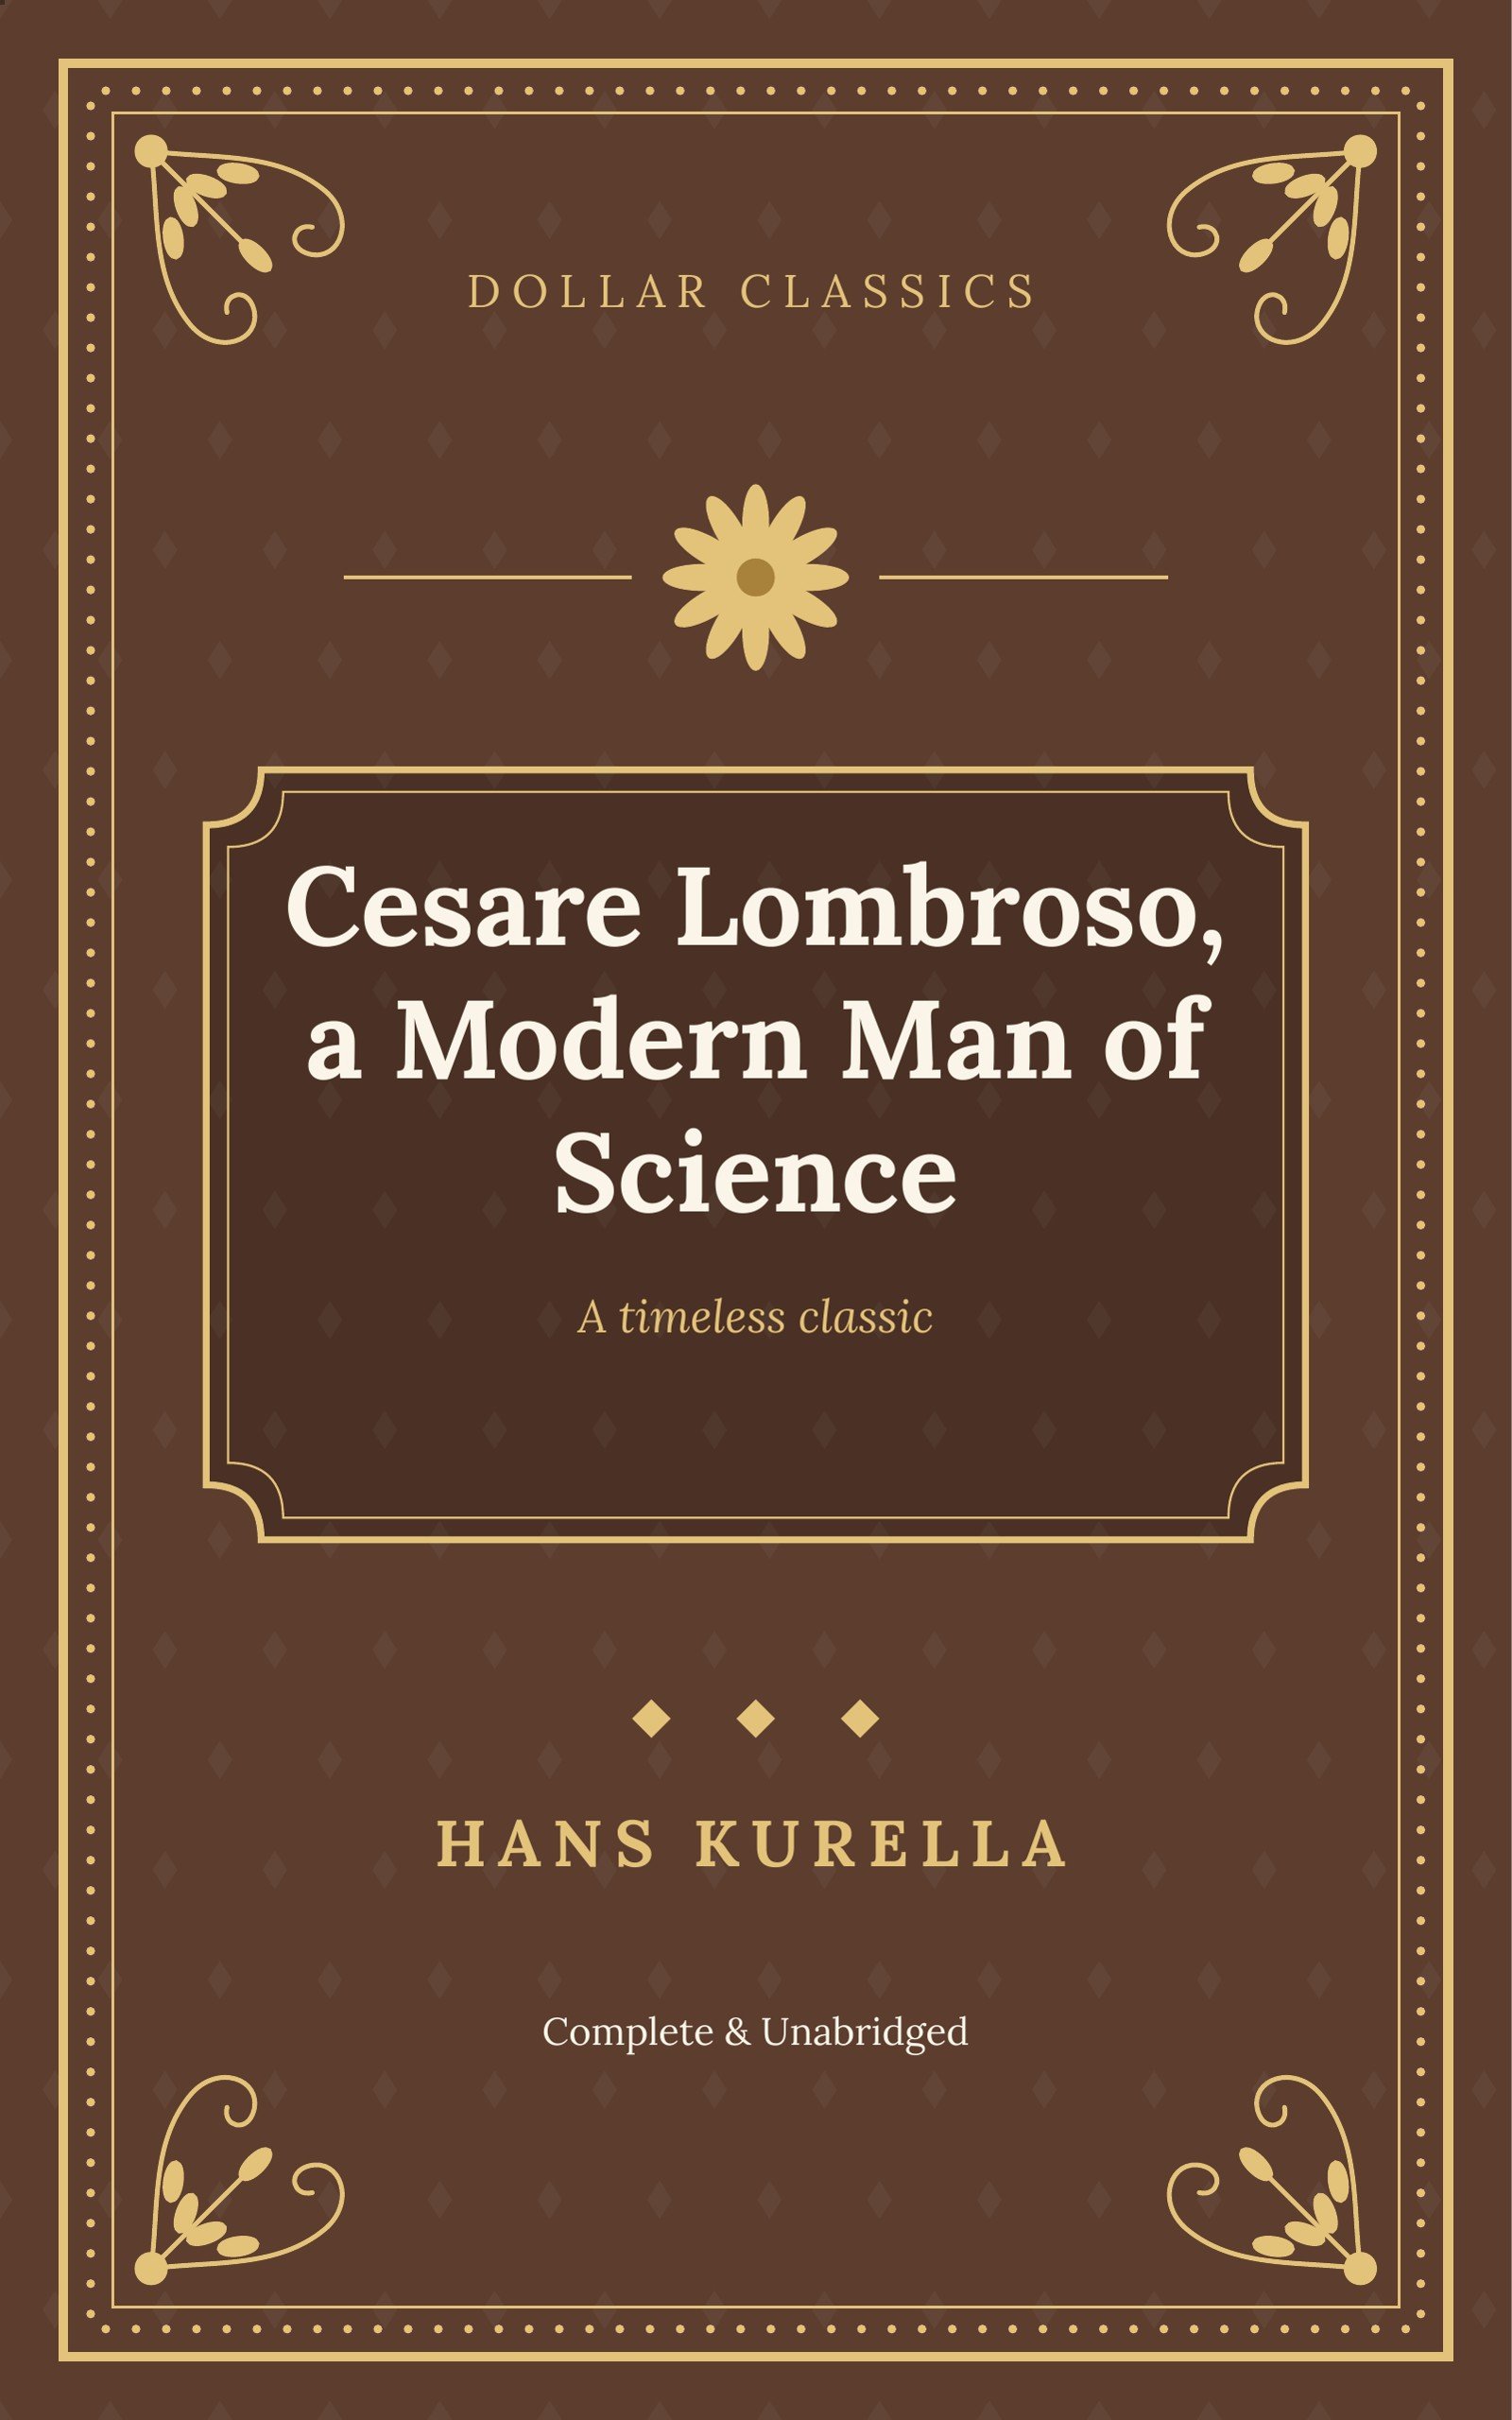 DOLLAR CLASSICS
Cesare Lombroso,
a Modern Man of
Science
A timeless classic
HANS KURELLA
Complete & Unabridged